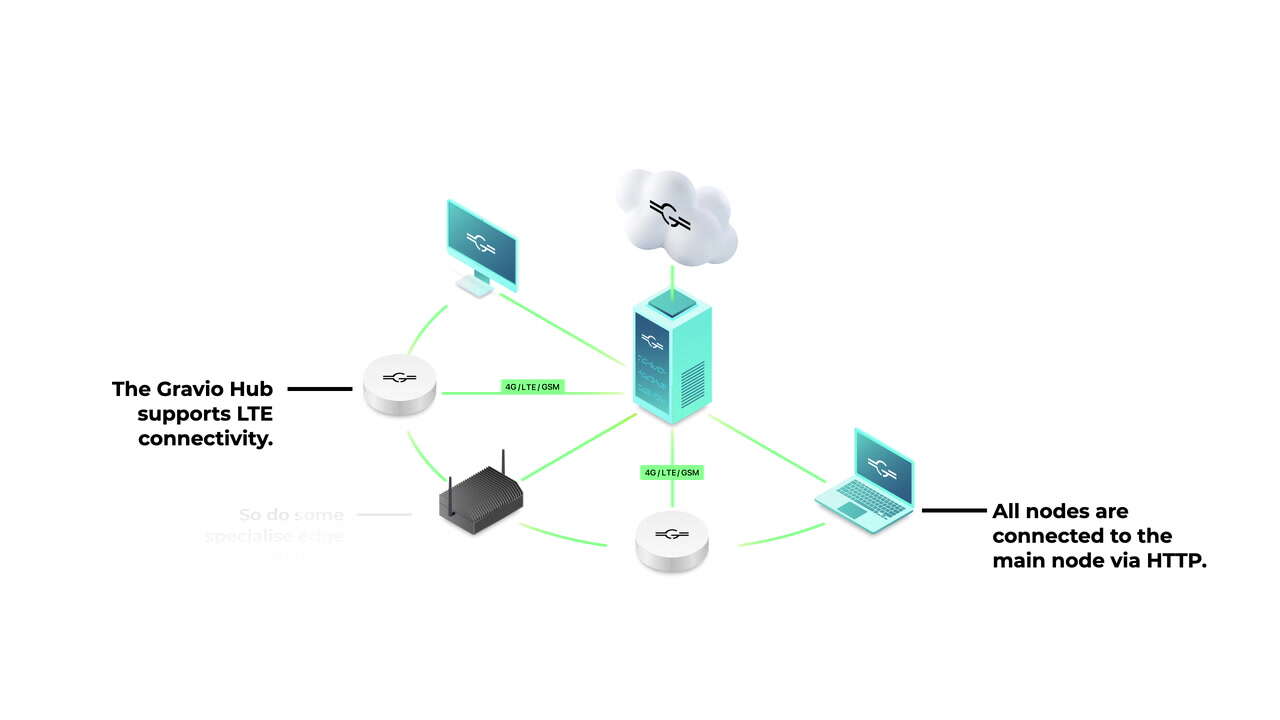 4G / LTE / GSM
The Gravio Hub
supports LTE
connectivity.
4G / LTE / GSM
So do some
specialise edge
All nodes are
connected to the
main node via HTTP.